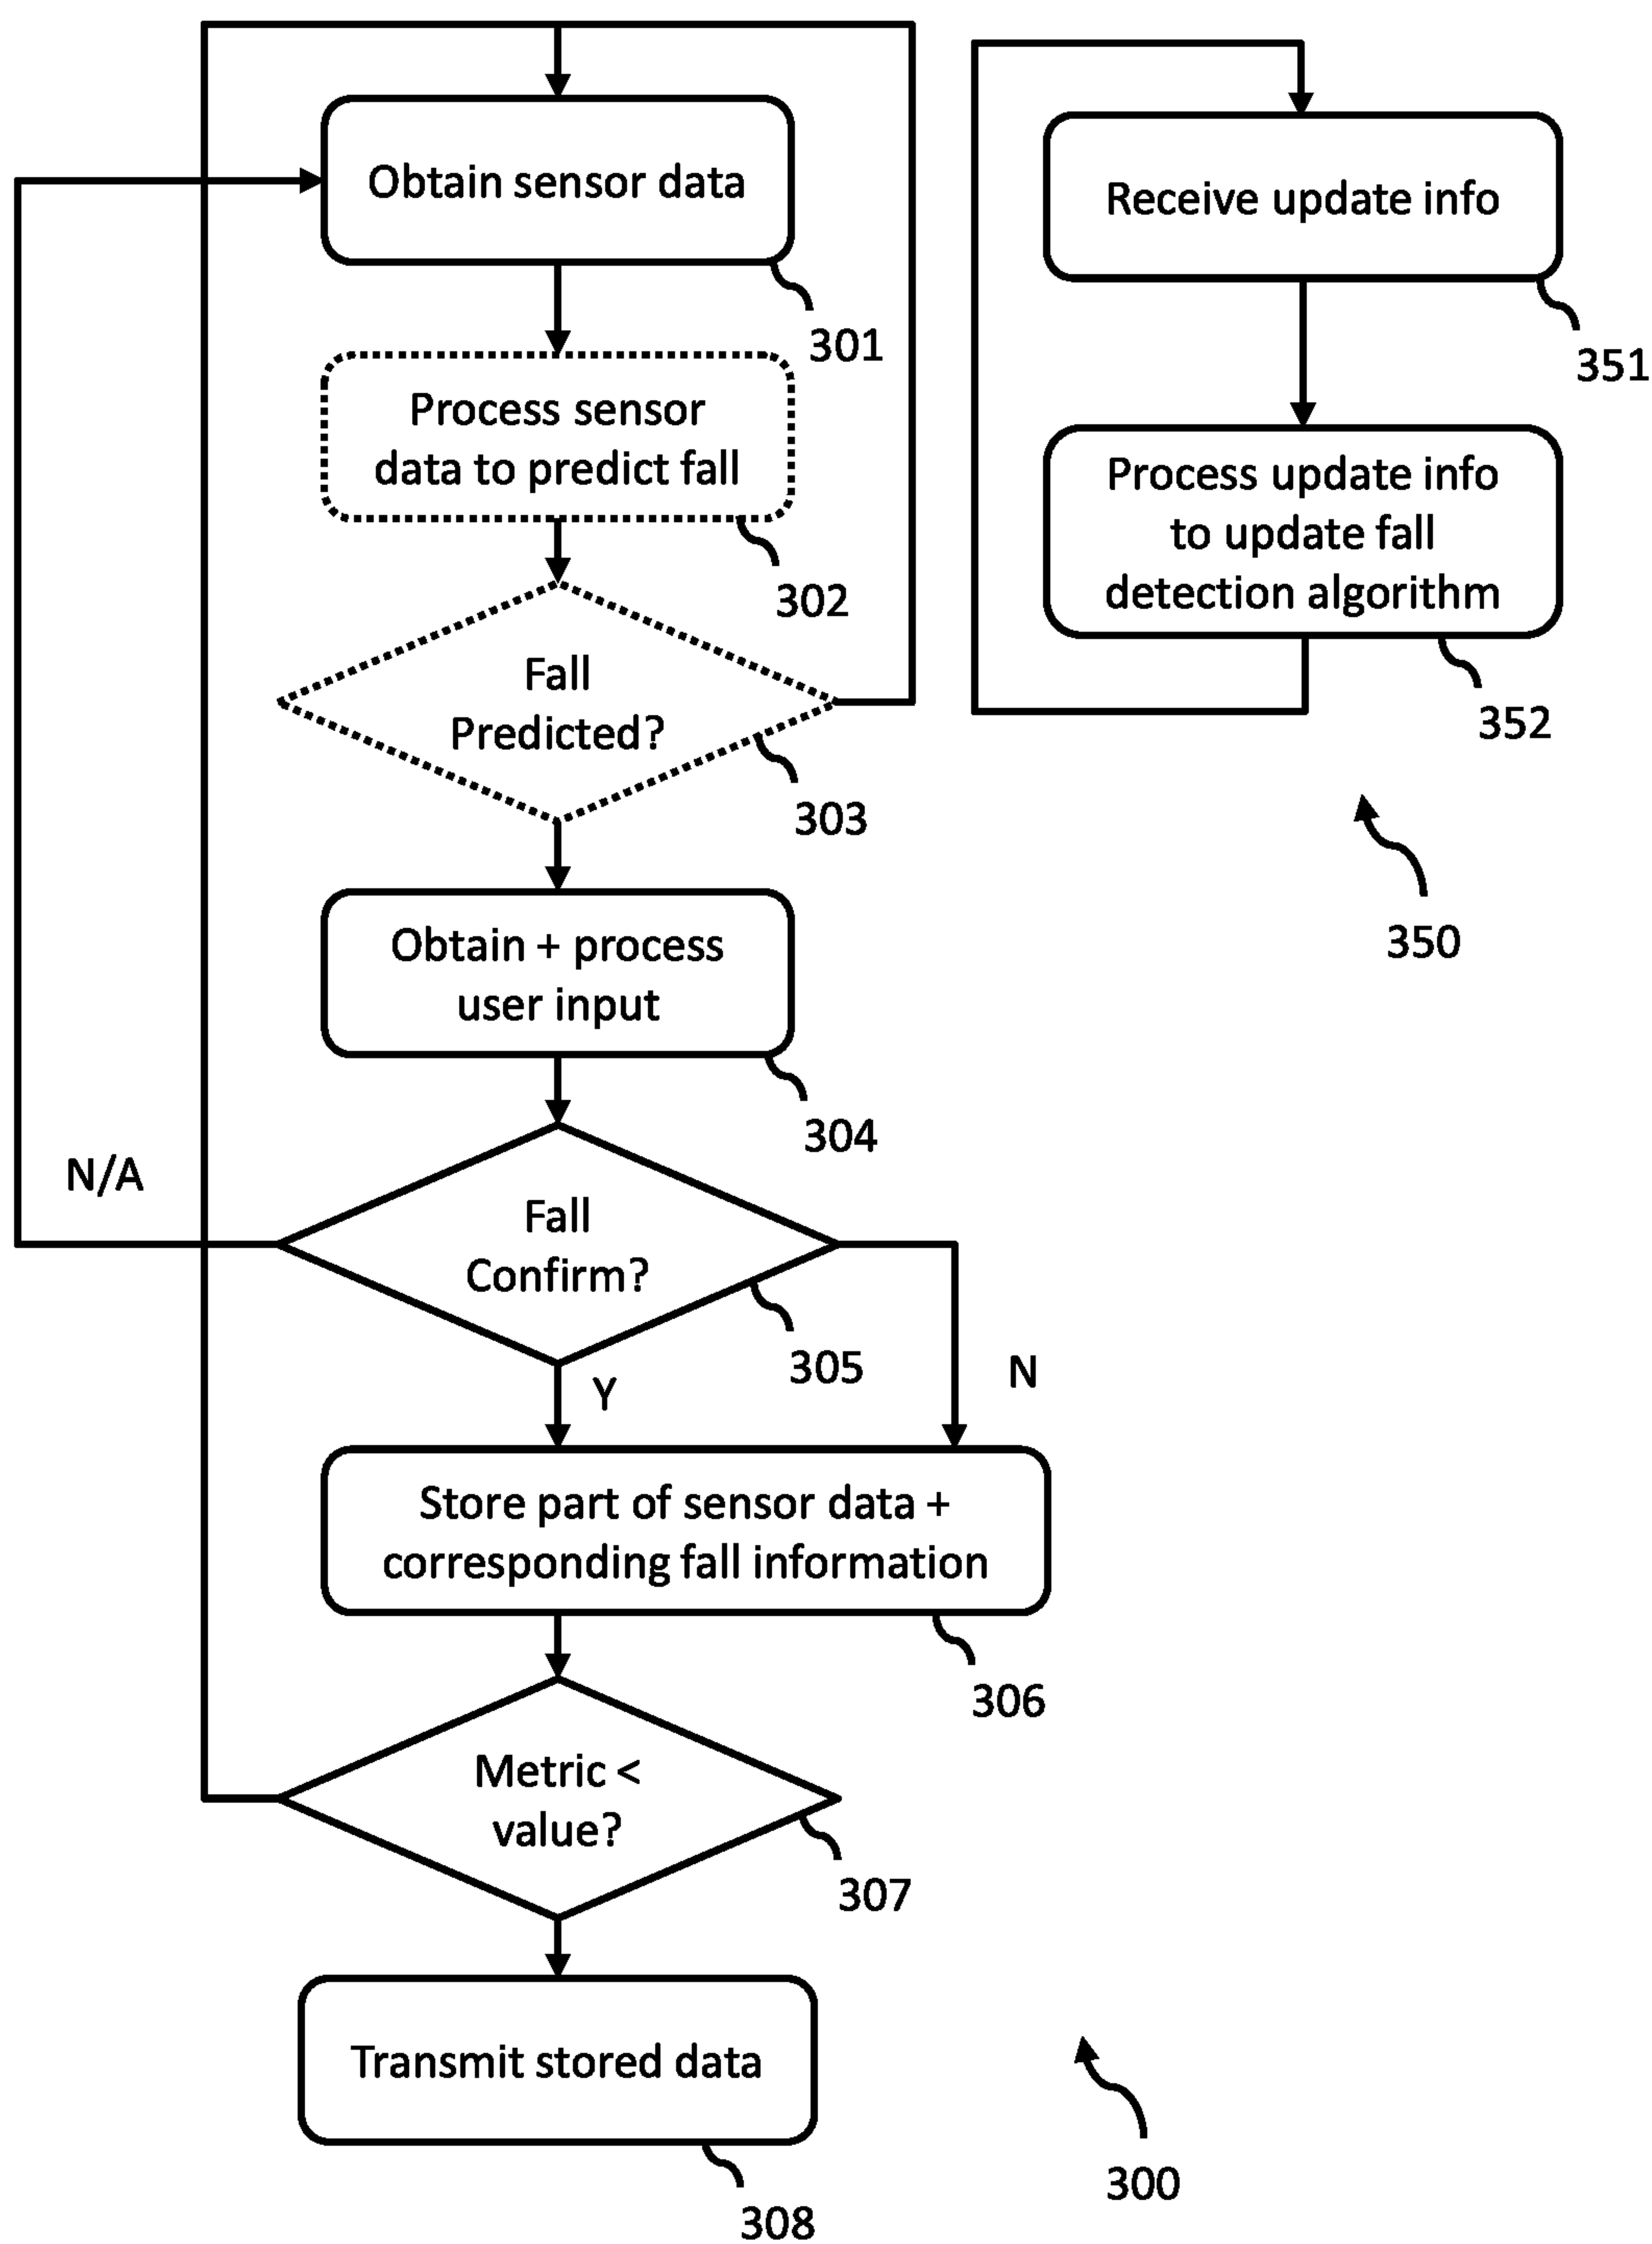 Obtain sensor data
301
Process sensor
data to predict fall
302
Fall
Predicted?
303
Obtain + process
user input
304
N/A
Fall
Confirm?
305
Y
N
Store part of sensor data +
corresponding fall information
306
Metric <
value?
307
Transmit stored data
308
300
Receive update info
351
Process update info
to update fall
detection algorithm
352
350